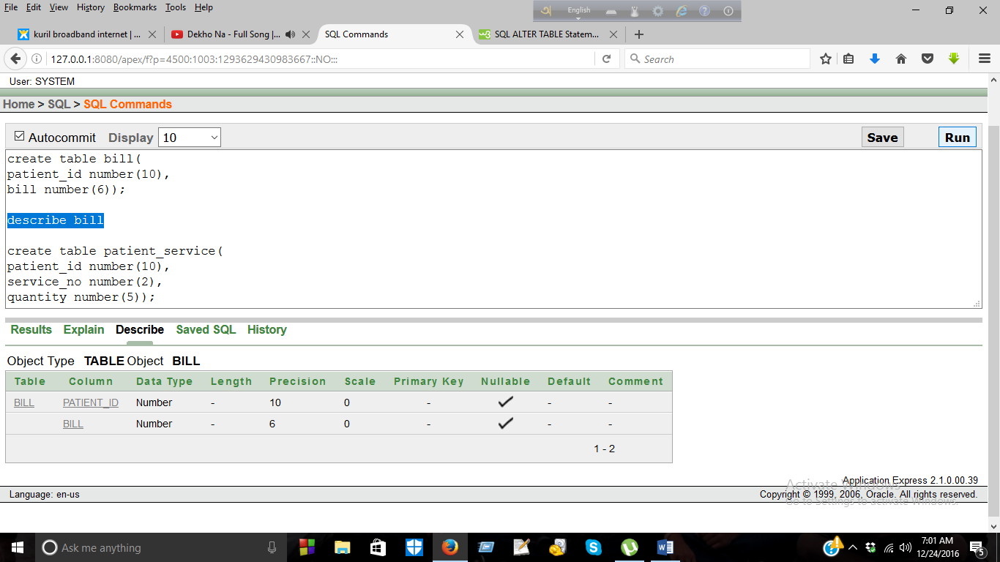 File Edit View History Bookmarks Tools Help
English
kuril broadband internet | ...
Dekho Na - Full Song |...
SQL Commands
SQL ALTER TABLE Statem...
127.0.0.1:8080/apex/f?p=4500:1003:1293629430983667::NO:::
Search
User: SYSTEM
Home > SQL > SQL Commands
Autocommit Display 10 Save Run
create table bill(
patient_id number(10),
bill number(6));
describe bill
create table patient_service(
patient_id number(10),
service_no number(2),
quantity number(5));
Results Explain Describe Saved SQL History
Object Type TABLE Object BILL
Table Column Data Type Length Precision Scale Primary Key Nullable Default Comment
BILL PATIENT_ID Number - 10 0 - - -
BILL Number - 6 0 - - -
1 - 2
Application Express 2.1.0.00.39
Activate Windows
Language: en-us
Copyright © 1999, 2006, Oracle. All rights reserved.
Go to Settings to activate Windows.
Ask me anything
7:01 AM
12/24/2016
5